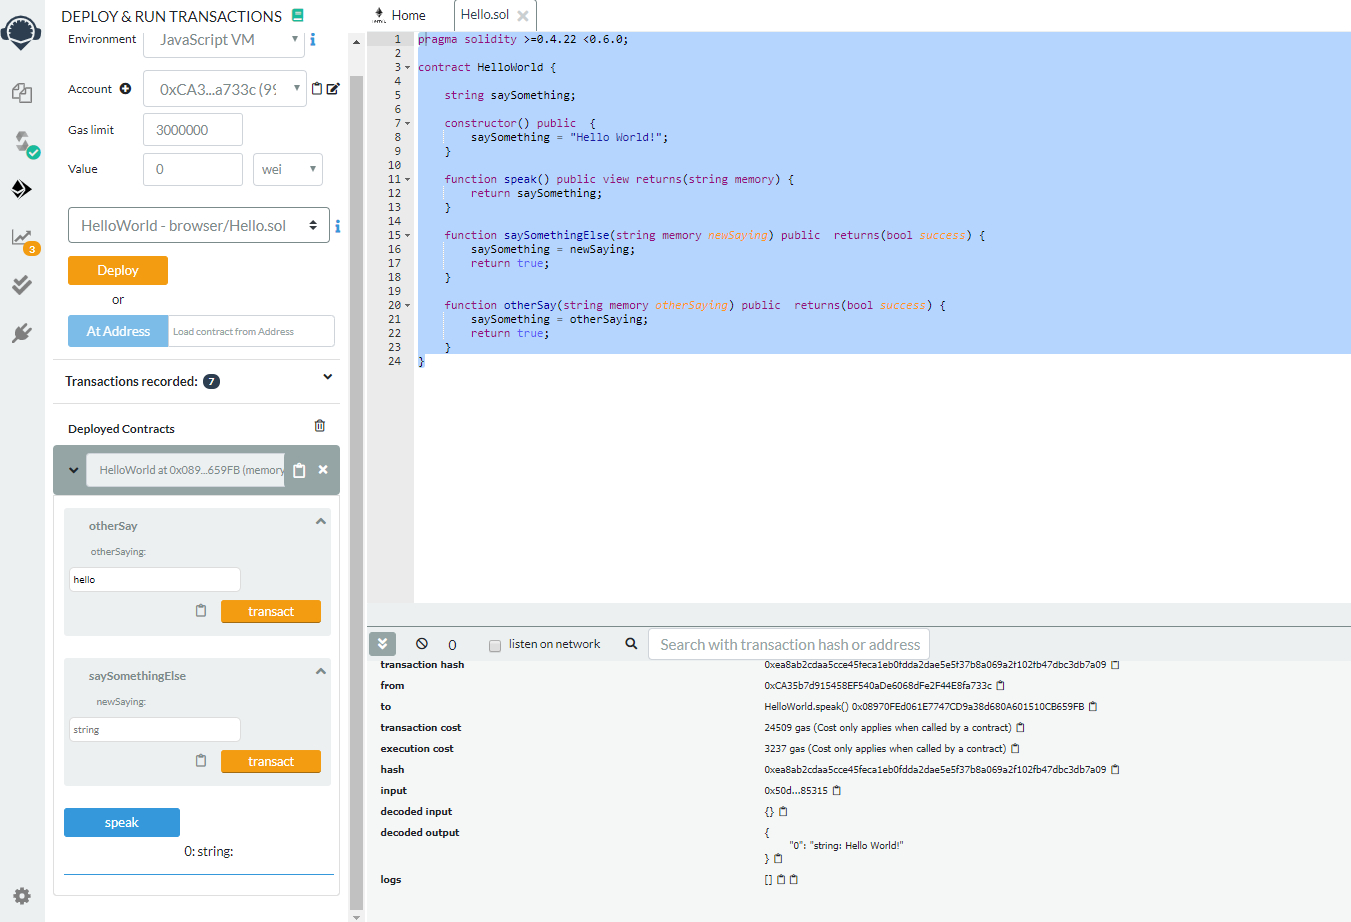 DEPLOY & RUN TRANSACTIONS
Environment
JavaScript VM
Account
0xCA3...a733c (99
Gas limit
3000000
Value
0
wei
HelloWorld - browser/Hello.sol
Deploy
or
At Address
Load contract from Address
Transactions recorded: 7
Deployed Contracts
HelloWorld at 0x089...659FB (memory
otherSay
otherSaying:
hello
transact
saySomethingElse
newSaying:
string
transact
speak
0: string:
3
Home
Hello.sol
1 pragma solidity >=0.4.22 <0.6.0;
2
3 contract HelloWorld {
4
5 string saySomething;
6
7 constructor() public {
8 saySomething = "Hello World!";
9 }
10
11 function speak() public view returns(string memory) {
12 return saySomething;
13 }
14
15 function saySomethingElse(string memory newSaying) public returns(bool success) {
16 saySomething = newSaying;
17 return true;
18 }
19
20 function otherSay(string memory otherSaying) public returns(bool success) {
21 saySomething = otherSaying;
22 return true;
23 }
24 }
0
listen on network
Search with transaction hash or address
transaction hash 0xea8ab2cdaa5cce45feca1eb0fdda2dae5e5f37b8a069a2f102fb47dbc3db7a09
from 0xCA35b7d915458EF540aDe6068dFe2F44E8fa733c
to HelloWorld.speak() 0x08970FEd061E7747CD9a38d680A601510CB659FB
transaction cost 24509 gas (Cost only applies when called by a contract)
execution cost 3237 gas (Cost only applies when called by a contract)
hash 0xea8ab2cdaa5cce45feca1eb0fdda2dae5e5f37b8a069a2f102fb47dbc3db7a09
input 0x50d...85315
decoded input {}
decoded output {
"0": "string: Hello World!"
}
logs []